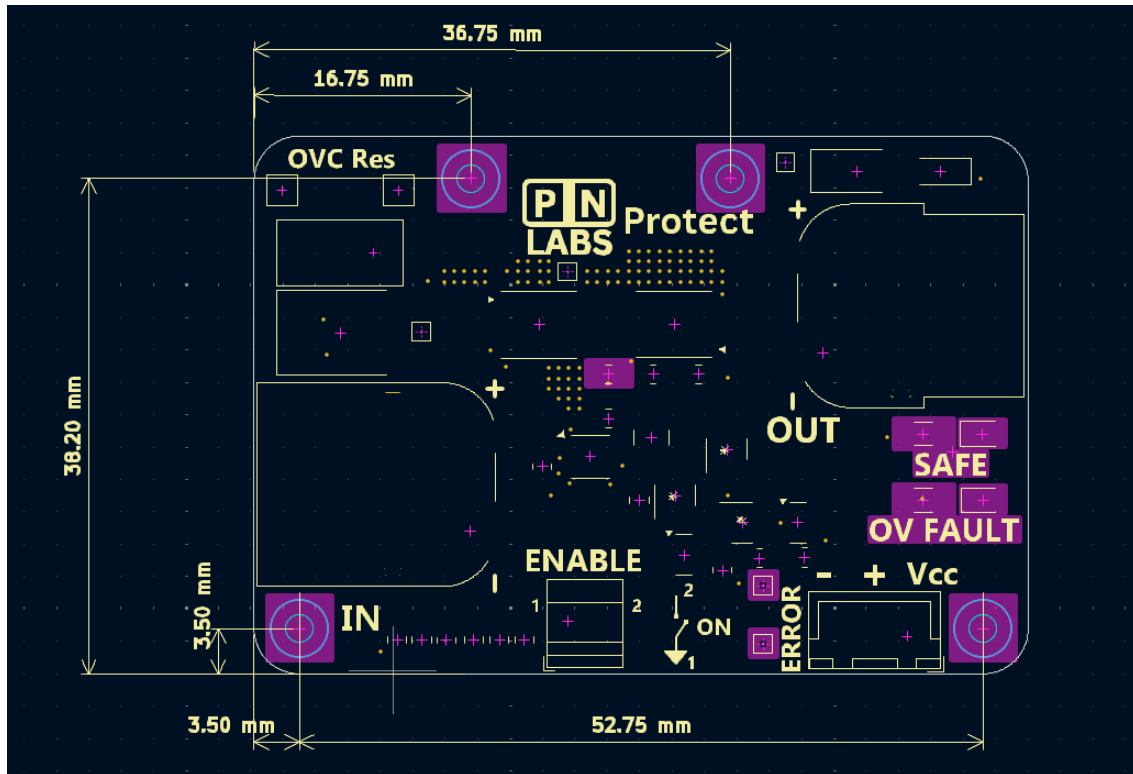 36.75 mm
16.75 mm
OVC Res
PN
LABS
Protect
+
38.20 mm
+
OUT
SAFE
OV FAULT
ENABLE
- + Vcc
1
2
2
ON
1
ERROR
IN
3.50 mm
3.50 mm
52.75 mm